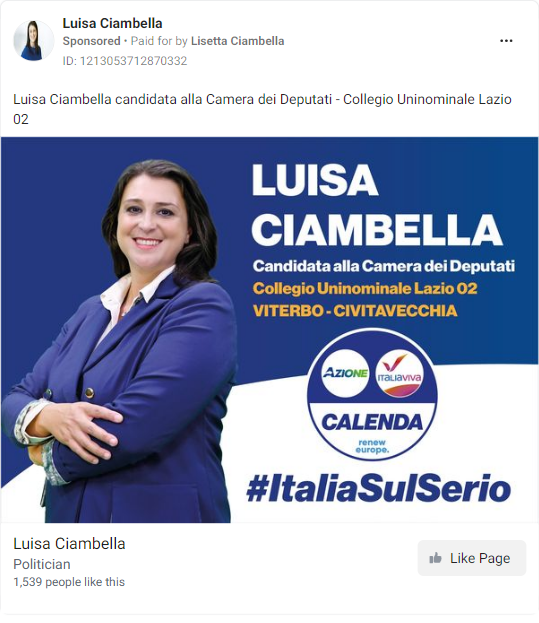 Luisa Ciambella
Sponsored • Paid for by Lisetta Ciambella
ID: 1213053712870332
Luisa Ciambella candidata alla Camera dei Deputati - Collegio Uninominale Lazio
02
LUISA
CIAMBELLA
Candidata alla Camera dei Deputati
Collegio Uninominale Lazio 02
VITERBO - CIVITAVECCHIA
AZIONE
ITALIAVIVA
CALENDA
renew
europe.
#ItaliaSulSerio
Luisa Ciambella
Politician
1,539 people like this
Like Page